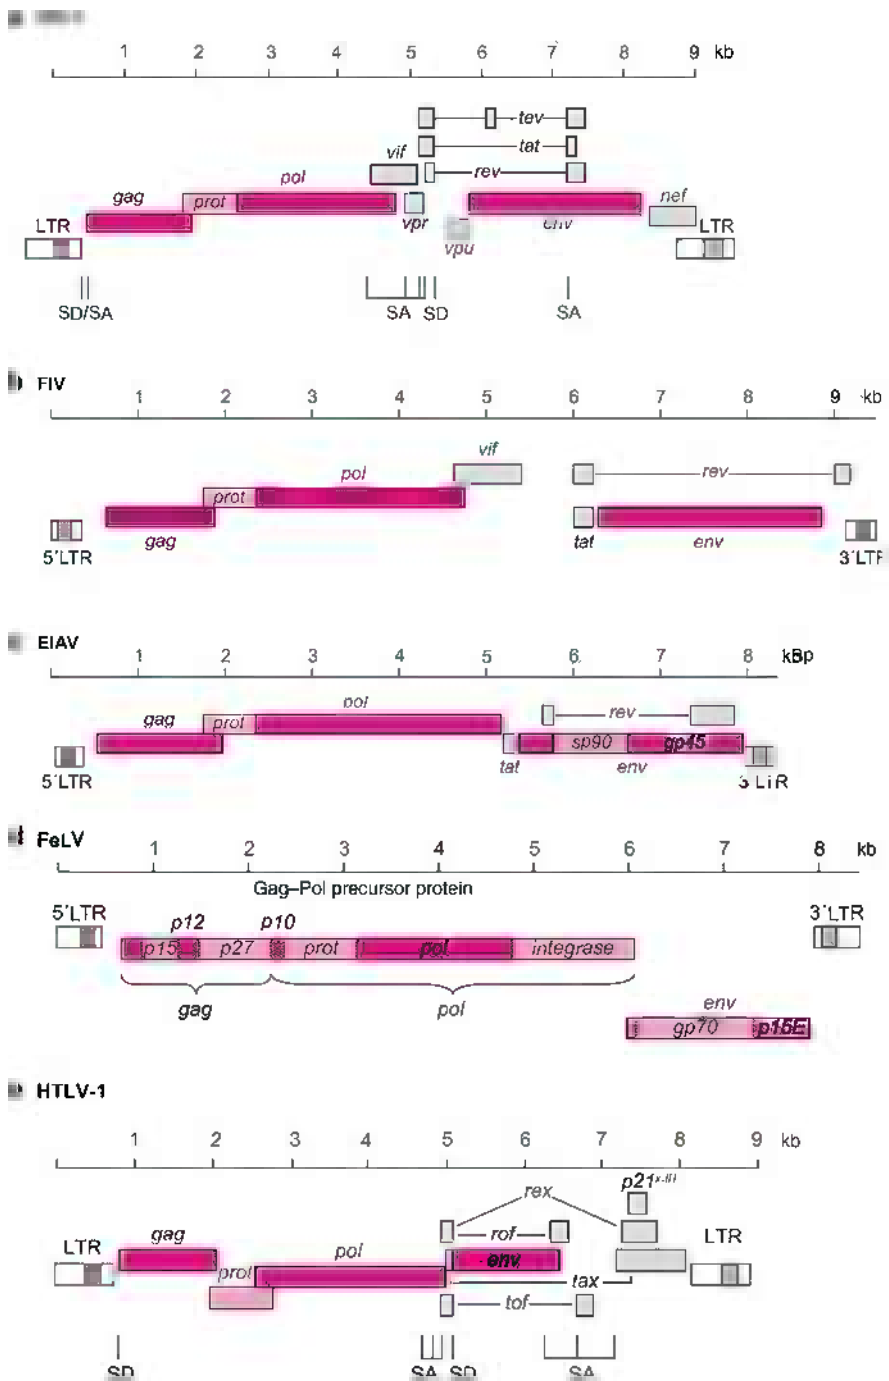 1 2 3 4 5 6 7 8 9 kb
tev
tat
vif
rev
pol
gag
prot
nef
LTR
vpr
env
LTR
vpu
SD/SA SA SD SA
FIV
1 2 3 4 5 6 7 8 9 kb
vif
pol
rev
prot
gag
tat
env
5´LTR
3´LTR
EIAV
1 2 3 4 5 6 7 8
pol
gag
prot
rev
sp90
gp45
tat
env
5´LTR
3´LTR
FeLV
1 2 3 4 5 6 7 8 kb
Gag–Pol precursor protein
5´LTR
3´LTR
p12
p10
p15 p27 prot pol integrase
gag
pol
env
gp70 p15E
HTLV-1
1 2 3 4 5 6 7 8 9 kb
rex
gag
rof
LTR
pol
LTR
env
prot
tax
tof
SD SA SD SA